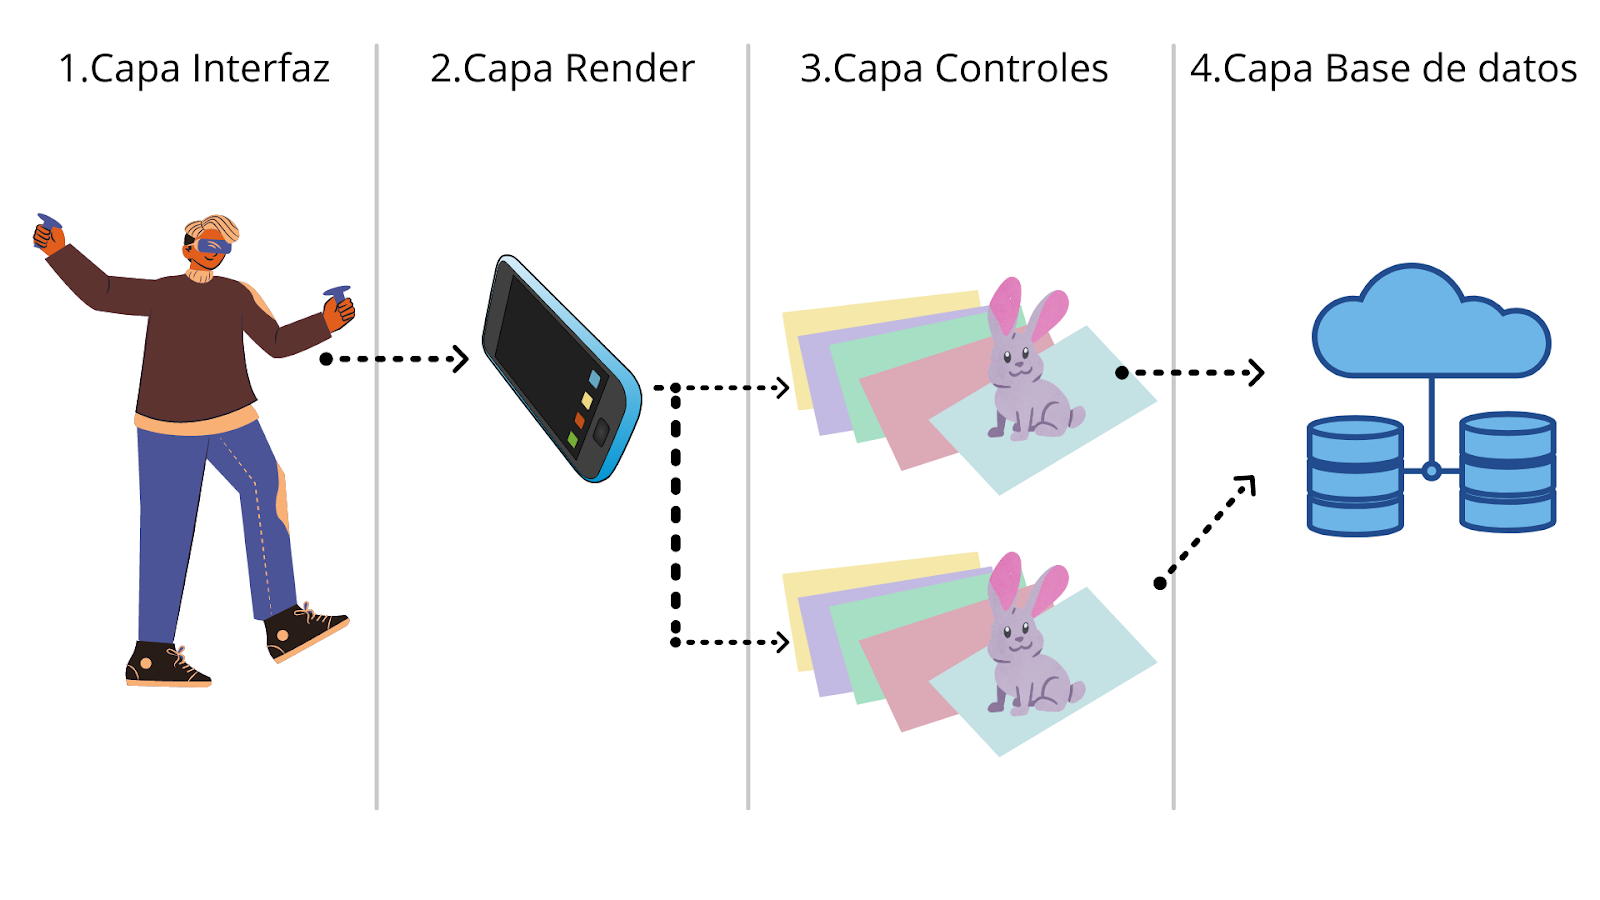 1.Capa Interfaz
2.Capa Render
3.Capa Controles
4.Capa Base de datos